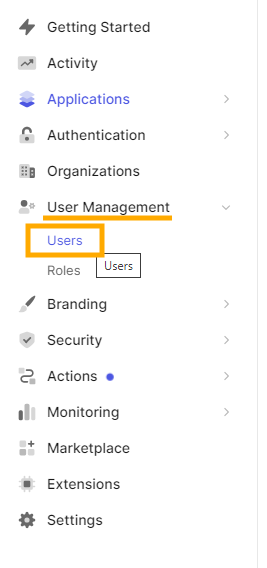 Getting Started
Activity
Applications
Authentication
Organizations
User Management
Users
Roles
Users
Branding
Security
Actions
Monitoring
Marketplace
Extensions
Settings